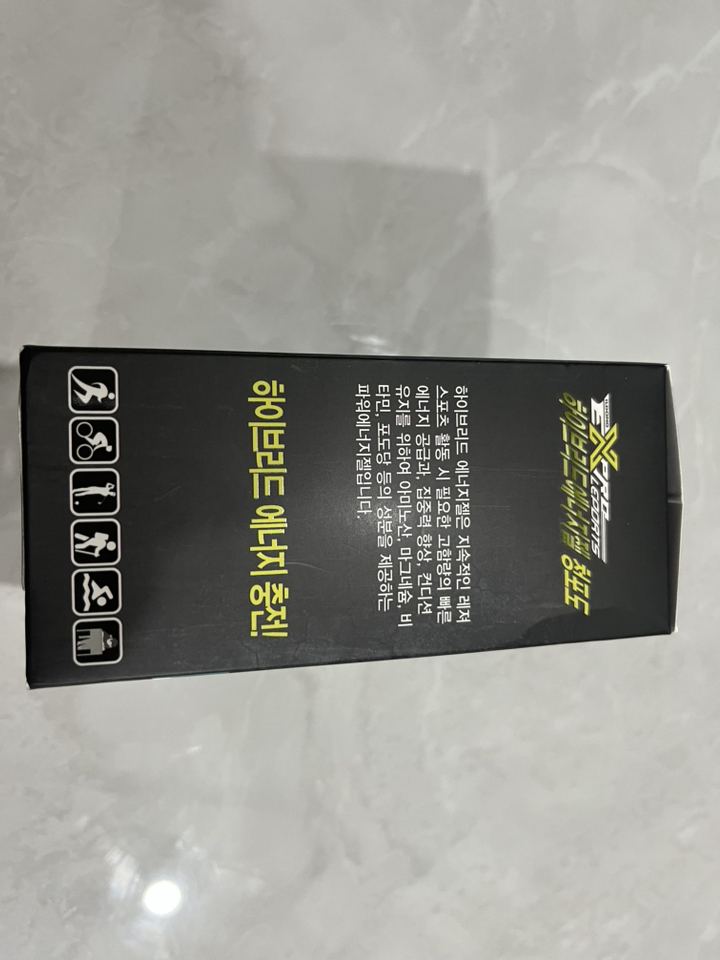 EXPRO
ESPORTS
하이브리드에너지젤 청포도
하이브리드 에너지젤은 지속적인 레져
스포츠 활동 시 필요한 고함량의 빠른
에너지 공급과, 집중력 향상, 컨디션
유지를 위하여 아미노산, 마그네슘, 비
타민, 포도당 등의 성분을 제공하는
파워에너지젤입니다.
하이브리드 에너지 충전!